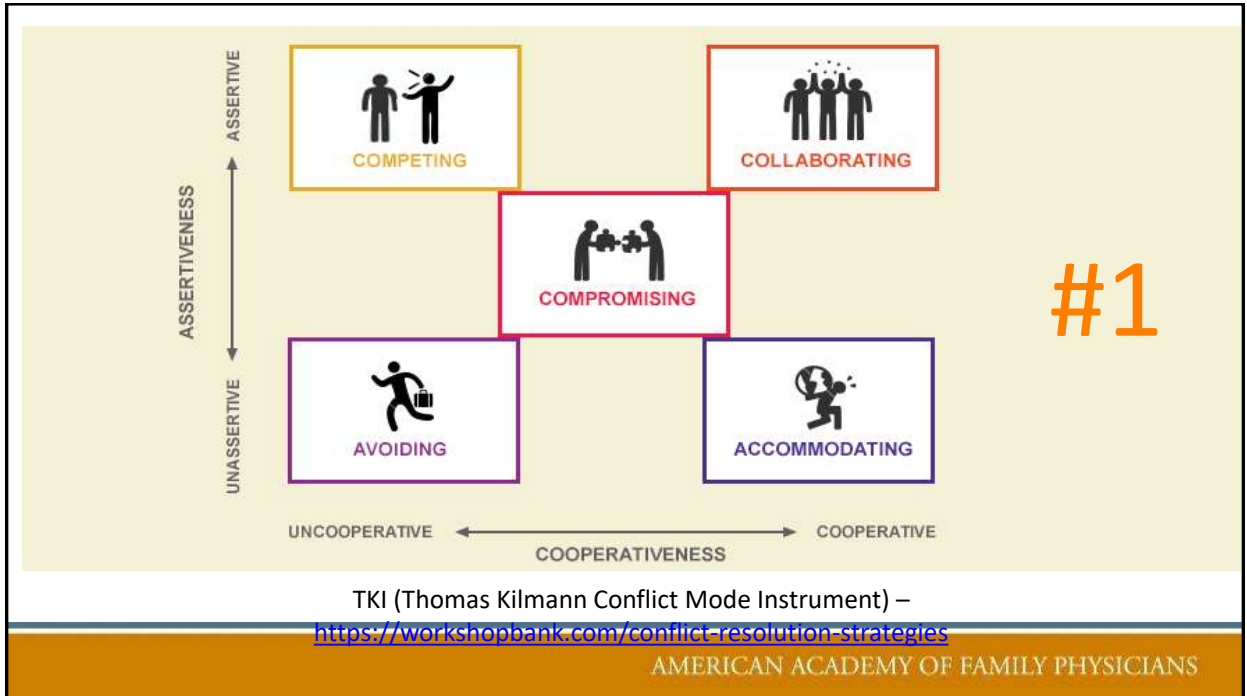 ASSERTIVE
COMPETING
COLLABORATING
ASSERTIVENESS
COMPROMISING
#1
UNASSERTIVE
AVOIDING
ACCOMMODATING
UNCOOPERATIVE
COOPERATIVE
COOPERATIVENESS
TKI (Thomas Kilmann Conflict Mode Instrument) –
https://workshopbank.com/conflict-resolution-strategies
AMERICAN ACADEMY OF FAMILY PHYSICIANS